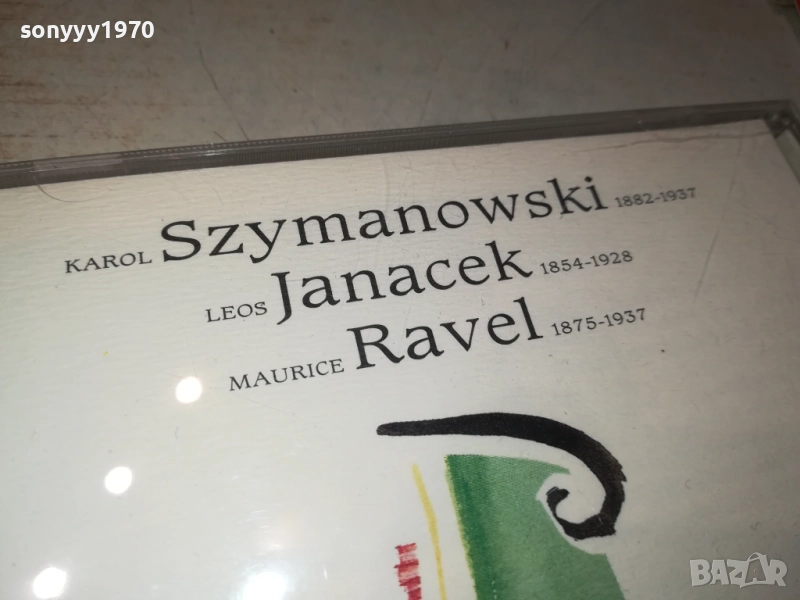 sonyyy1970
KAROL Szymanowski 1882-1937
LEOS Janacek 1854-1928
MAURICE Ravel 1875-1937
BAZAR